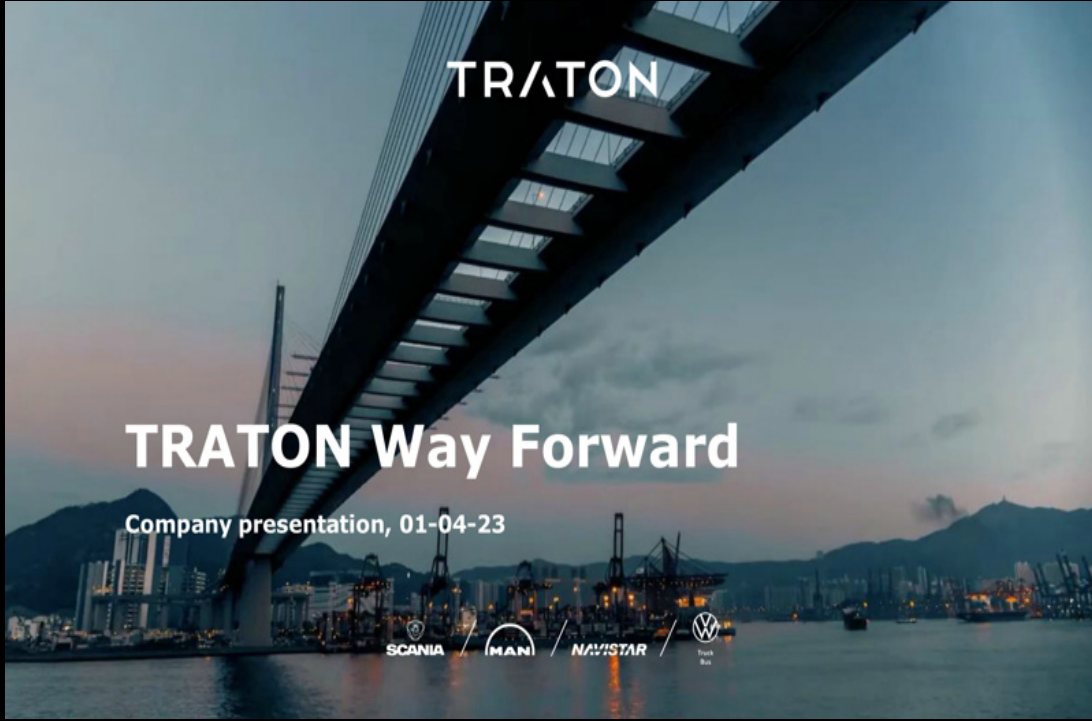 TRATON
TRATON Way Forward
Company presentation, 01-04-23
SCANIA
MAN
NAVISTAR
Truck
Bus